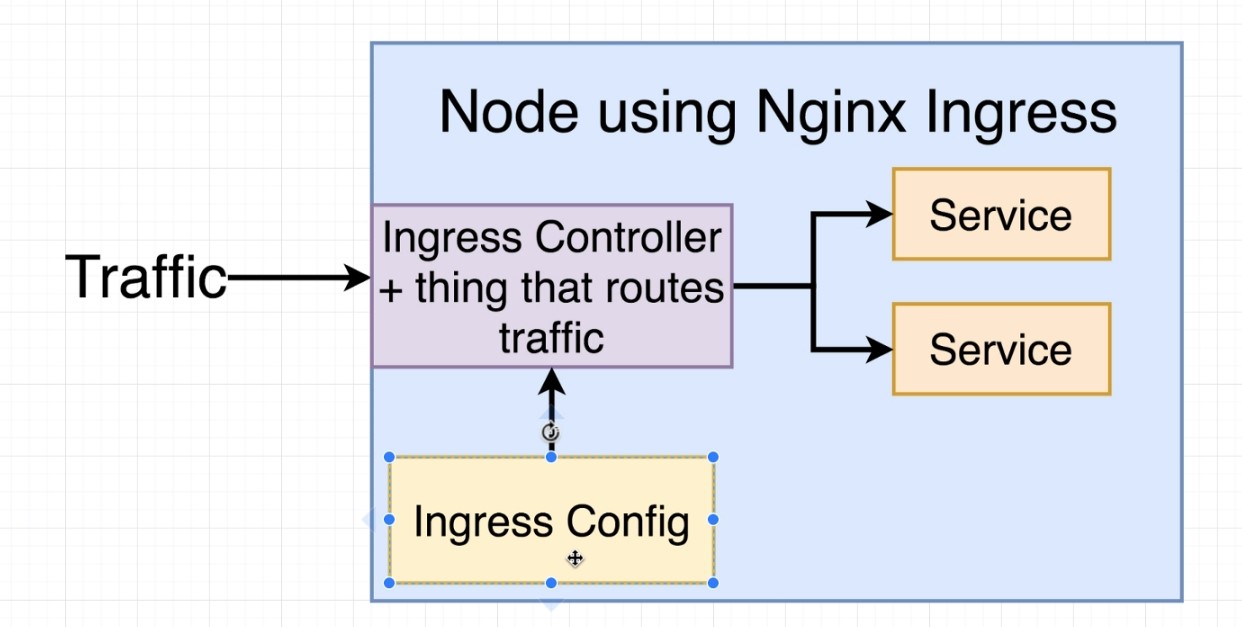 Node using Nginx Ingress
Traffic
Ingress Controller
+ thing that routes
traffic
Service
Service
Ingress Config